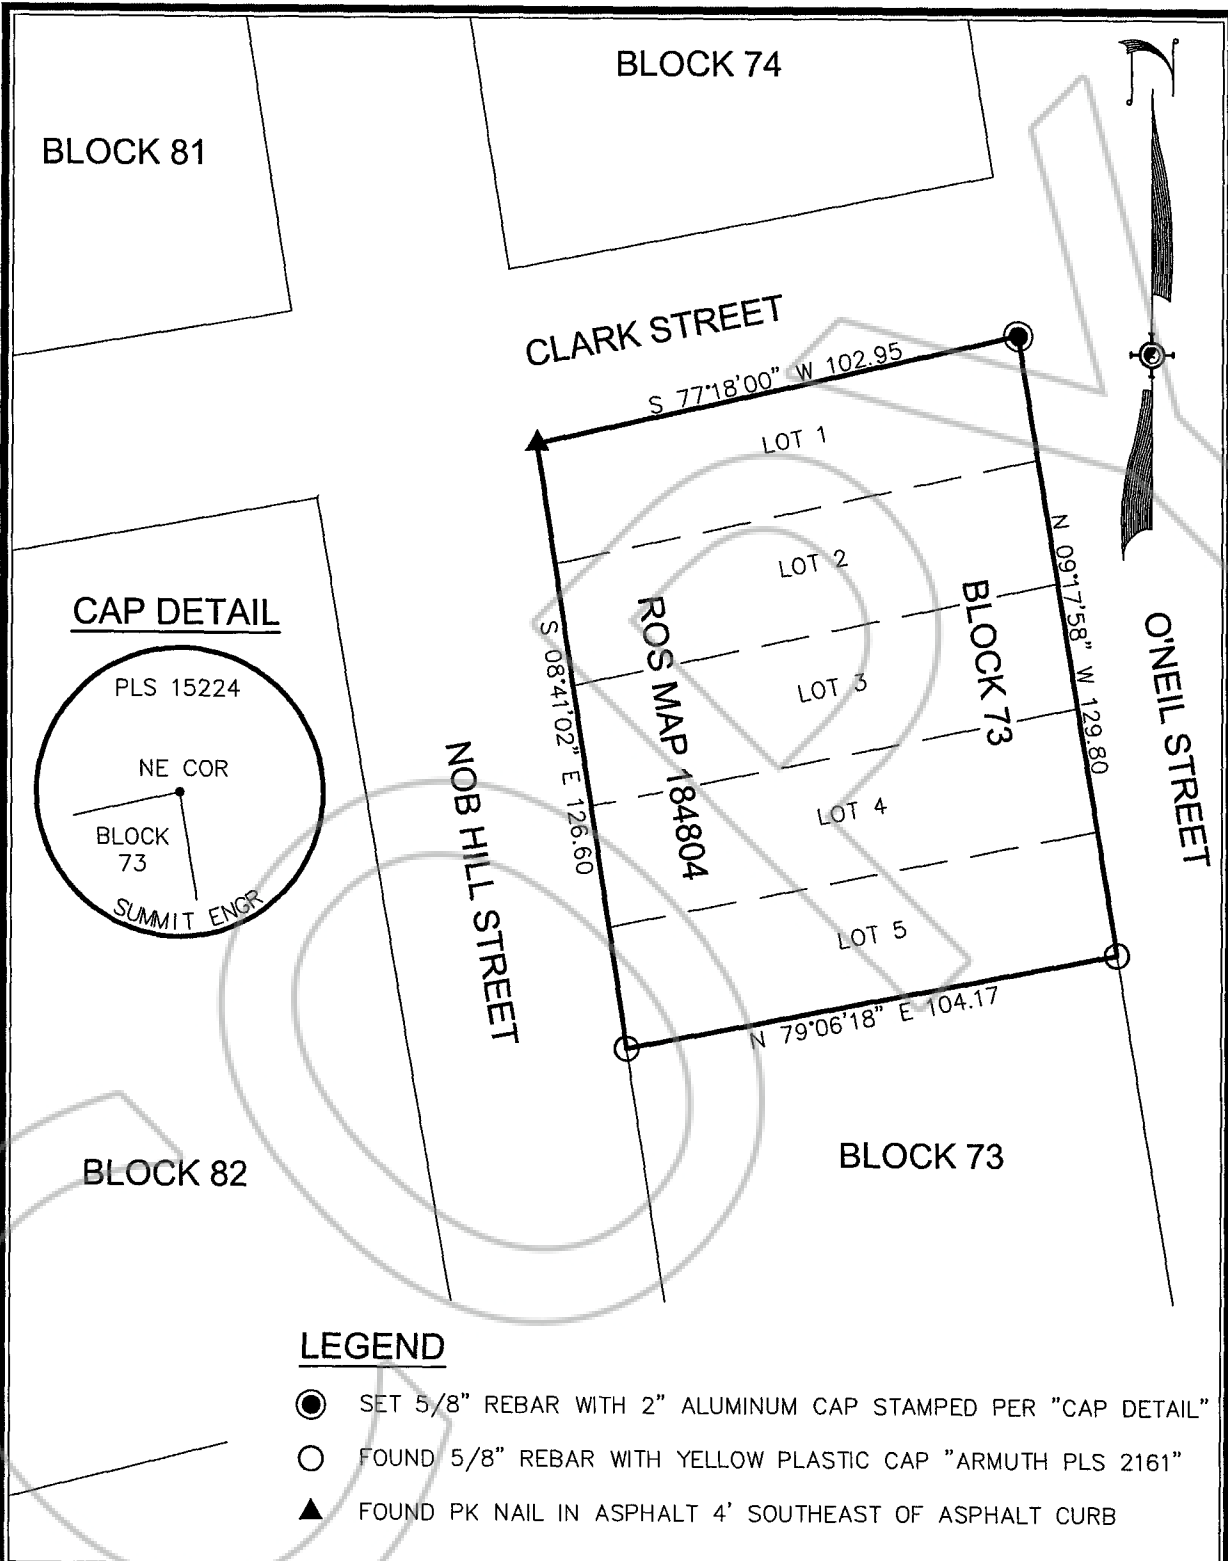 BLOCK 74
BLOCK 81
CLARK STREET
S 77°18'00" W 102.95
LOT 1
LOT 2
LOT 3
LOT 4
LOT 5
N 09°17'58" W 129.80
S 08°41'02" E 126.60
N 79°06'18" E 104.17
ROS MAP 184804
BLOCK 73
O'NEIL STREET
NOB HILL STREET
CAP DETAIL
PLS 15224
NE COR
BLOCK
73
SUMMIT ENGR
BLOCK 82
BLOCK 73
LEGEND
SET 5/8" REBAR WITH 2" ALUMINUM CAP STAMPED PER "CAP DETAIL"
FOUND 5/8" REBAR WITH YELLOW PLASTIC CAP "ARMUTH PLS 2161"
FOUND PK NAIL IN ASPHALT 4' SOUTHEAST OF ASPHALT CURB
COPY